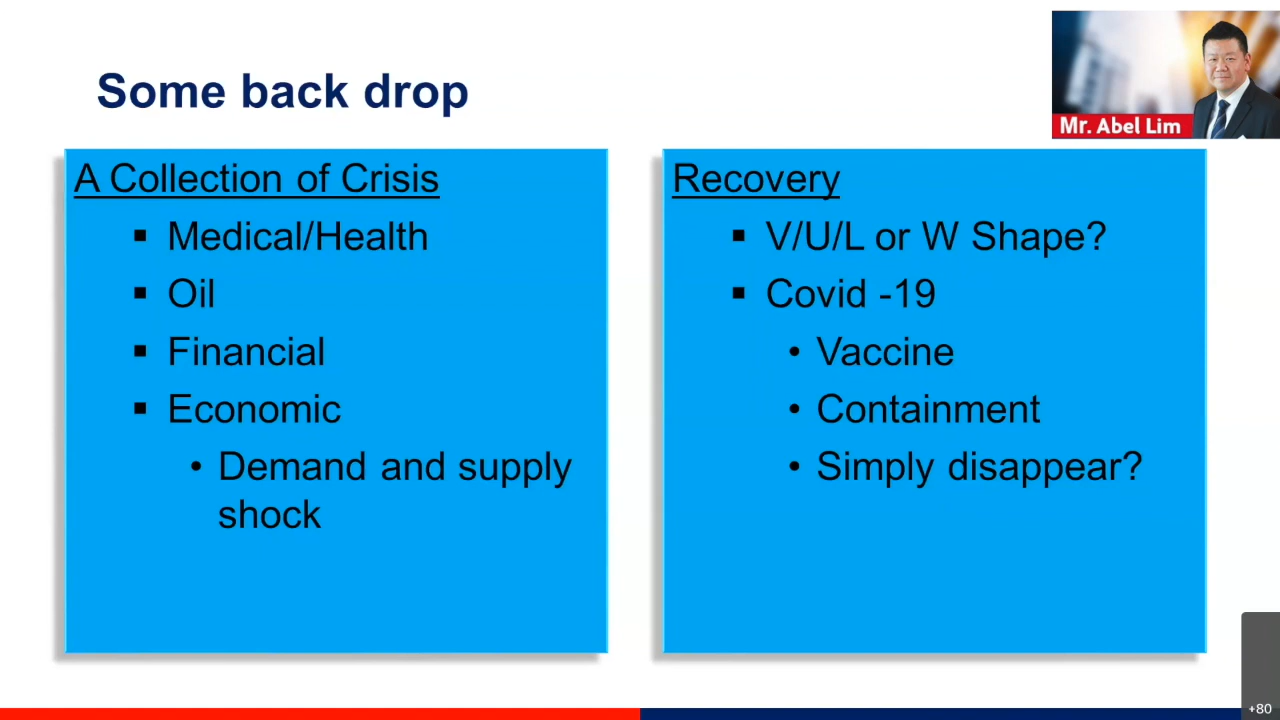 Some back drop
Mr. Abel Lim
A Collection of Crisis
▪ Medical/Health
▪ Oil
▪ Financial
▪ Economic
• Demand and supply
shock
Recovery
▪ V/U/L or W Shape?
▪ Covid -19
• Vaccine
• Containment
• Simply disappear?
+80